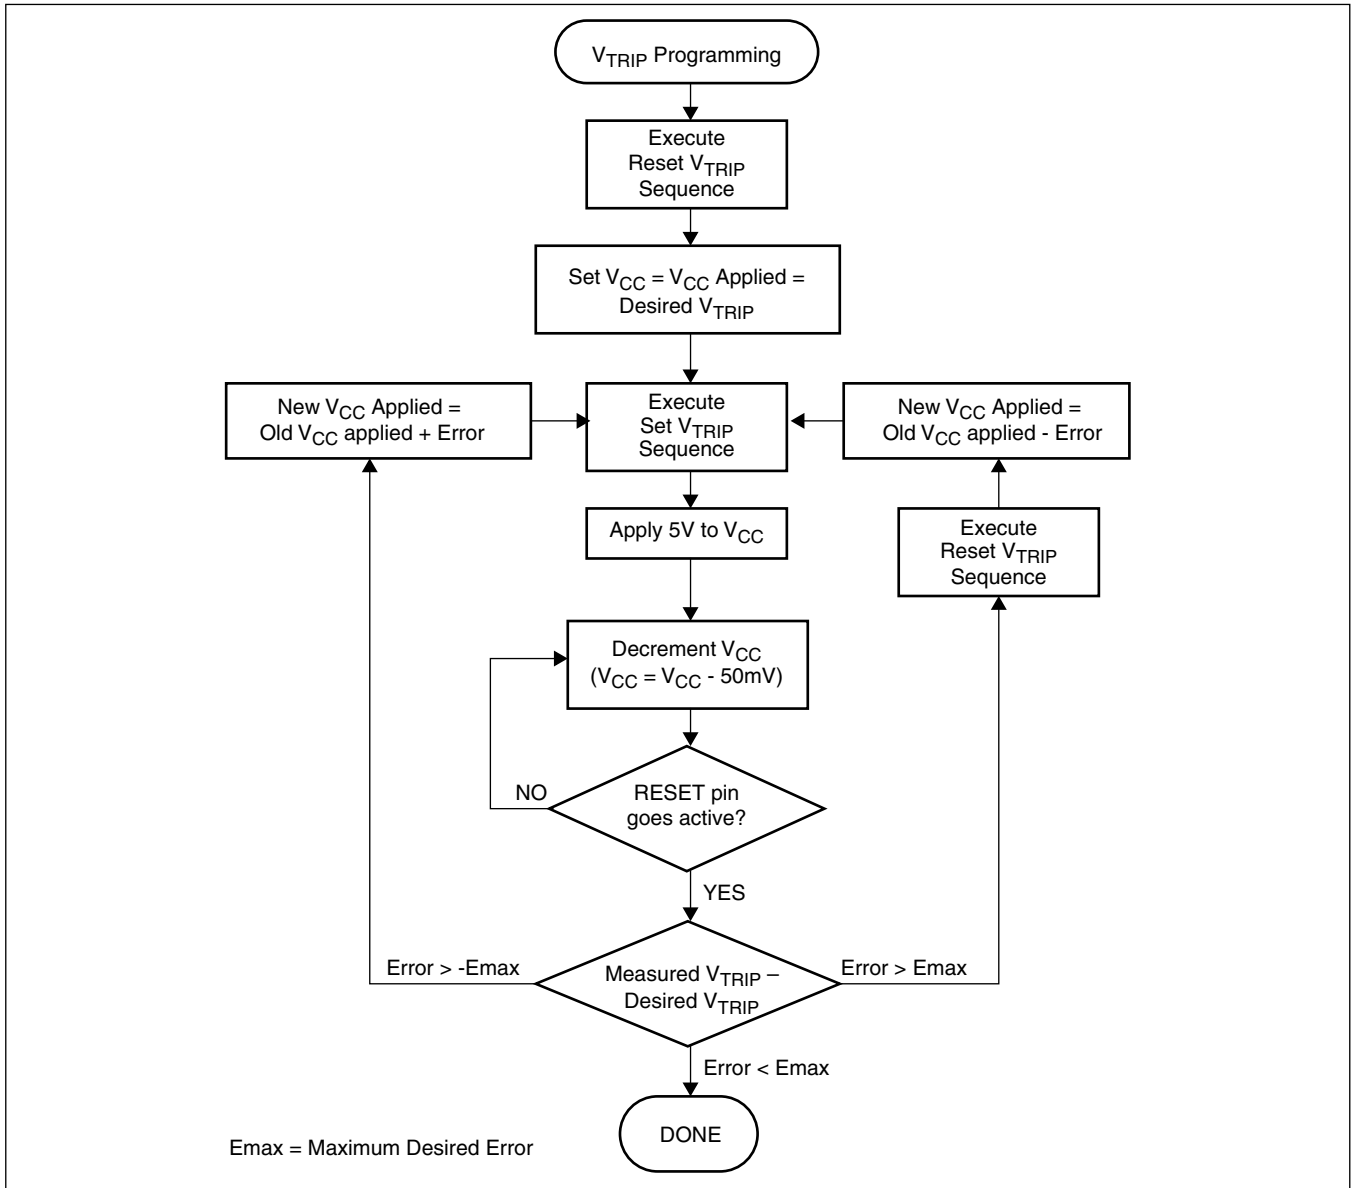 VTRIP Programming
Execute
Reset VTRIP
Sequence
Set VCC = VCC Applied =
Desired VTRIP
New VCC Applied =
Old VCC applied + Error
Execute
Set VTRIP
Sequence
New VCC Applied =
Old VCC applied - Error
Apply 5V to VCC
Execute
Reset VTRIP
Sequence
Decrement VCC
(VCC = VCC - 50mV)
NO
RESET pin
goes active?
YES
Error > -Emax
Measured VTRIP –
Desired VTRIP
Error > Emax
Error < Emax
DONE
Emax = Maximum Desired Error